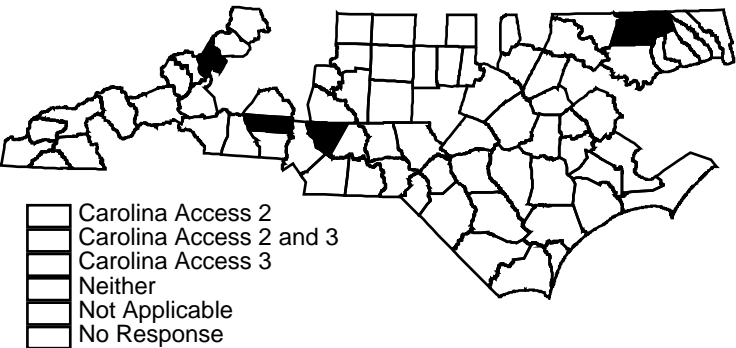 Carolina Access 2
Carolina Access 2 and 3
Carolina Access 3
Neither
Not Applicable
No Response